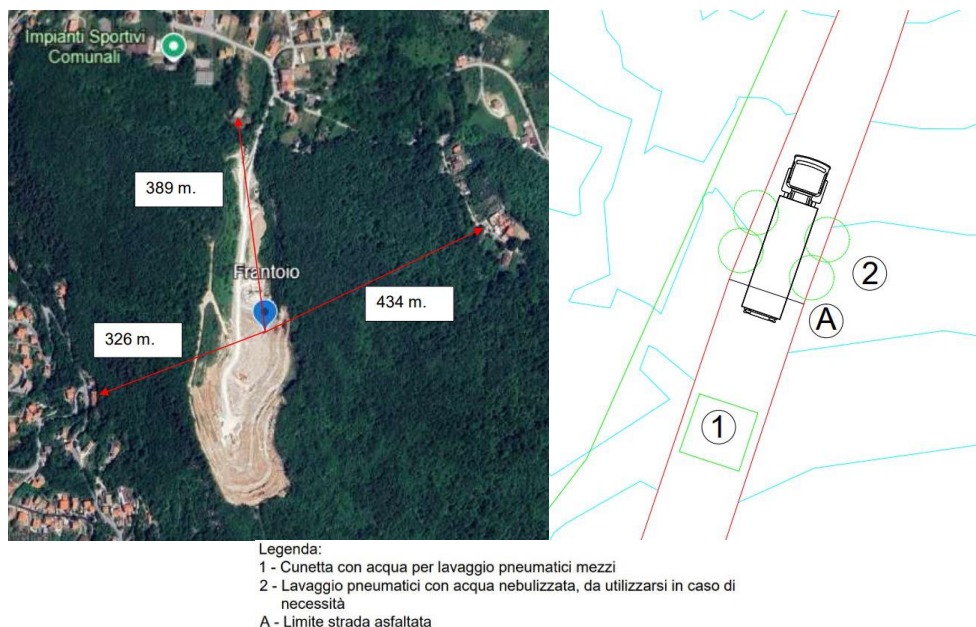 Impianti Sportivi
Comunali
389 m.
Frantoio
434 m.
326 m.
2
A
1
Legenda:
1 - Cunetta con acqua per lavaggio pneumatici mezzi
2 - Lavaggio pneumatici con acqua nebulizzata, da utilizzarsi in caso di
necessità
A - Limite strada asfaltata